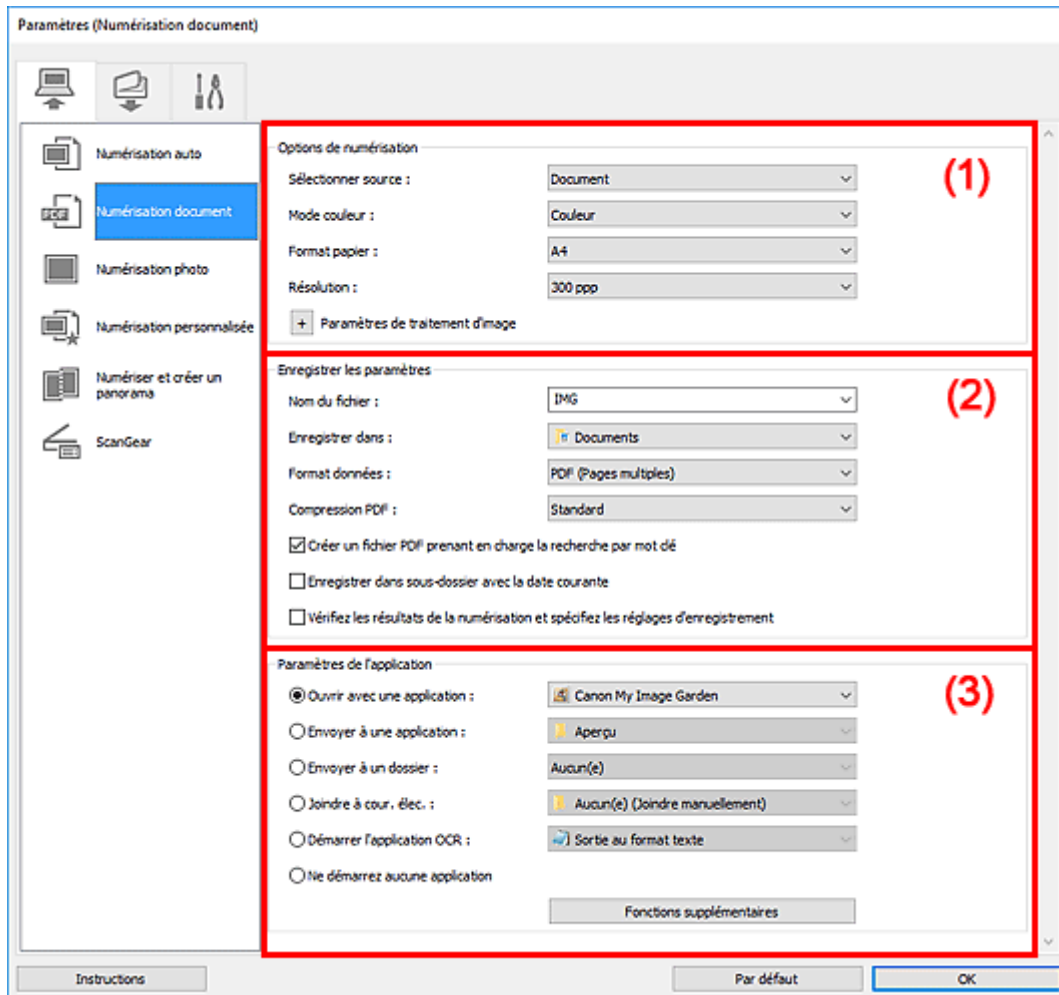 Paramètres (Numérisation document)
Numérisation auto
Numérisation document
Numérisation photo
Numérisation personnalisée
Numériser et créer un
panorama
ScanGear
Options de numérisation
(1)
Sélectionner source : Document
Mode couleur : Couleur
Format papier : A4
Résolution : 300 ppp
+ Paramètres de traitement d'image
Enregistrer les paramètres
(2)
Nom du fichier : IMG
Enregistrer dans : Documents
Format données : PDF (Pages multiples)
Compression PDF : Standard
Créer un fichier PDF prenant en charge la recherche par mot clé
Enregistrer dans sous-dossier avec la date courante
Vérifiez les résultats de la numérisation et spécifiez les réglages d'enregistrement
Paramètres de l'application
(3)
Ouvrir avec une application : Canon My Image Garden
Envoyer à une application : Aperçu
Envoyer à un dossier : Aucun(e)
Joindre à cour. élec. : Aucun(e) (Joindre manuellement)
Démarrer l'application OCR : Sortie au format texte
Ne démarrez aucune application
Fonctions supplémentaires
Instructions
Par défaut
OK